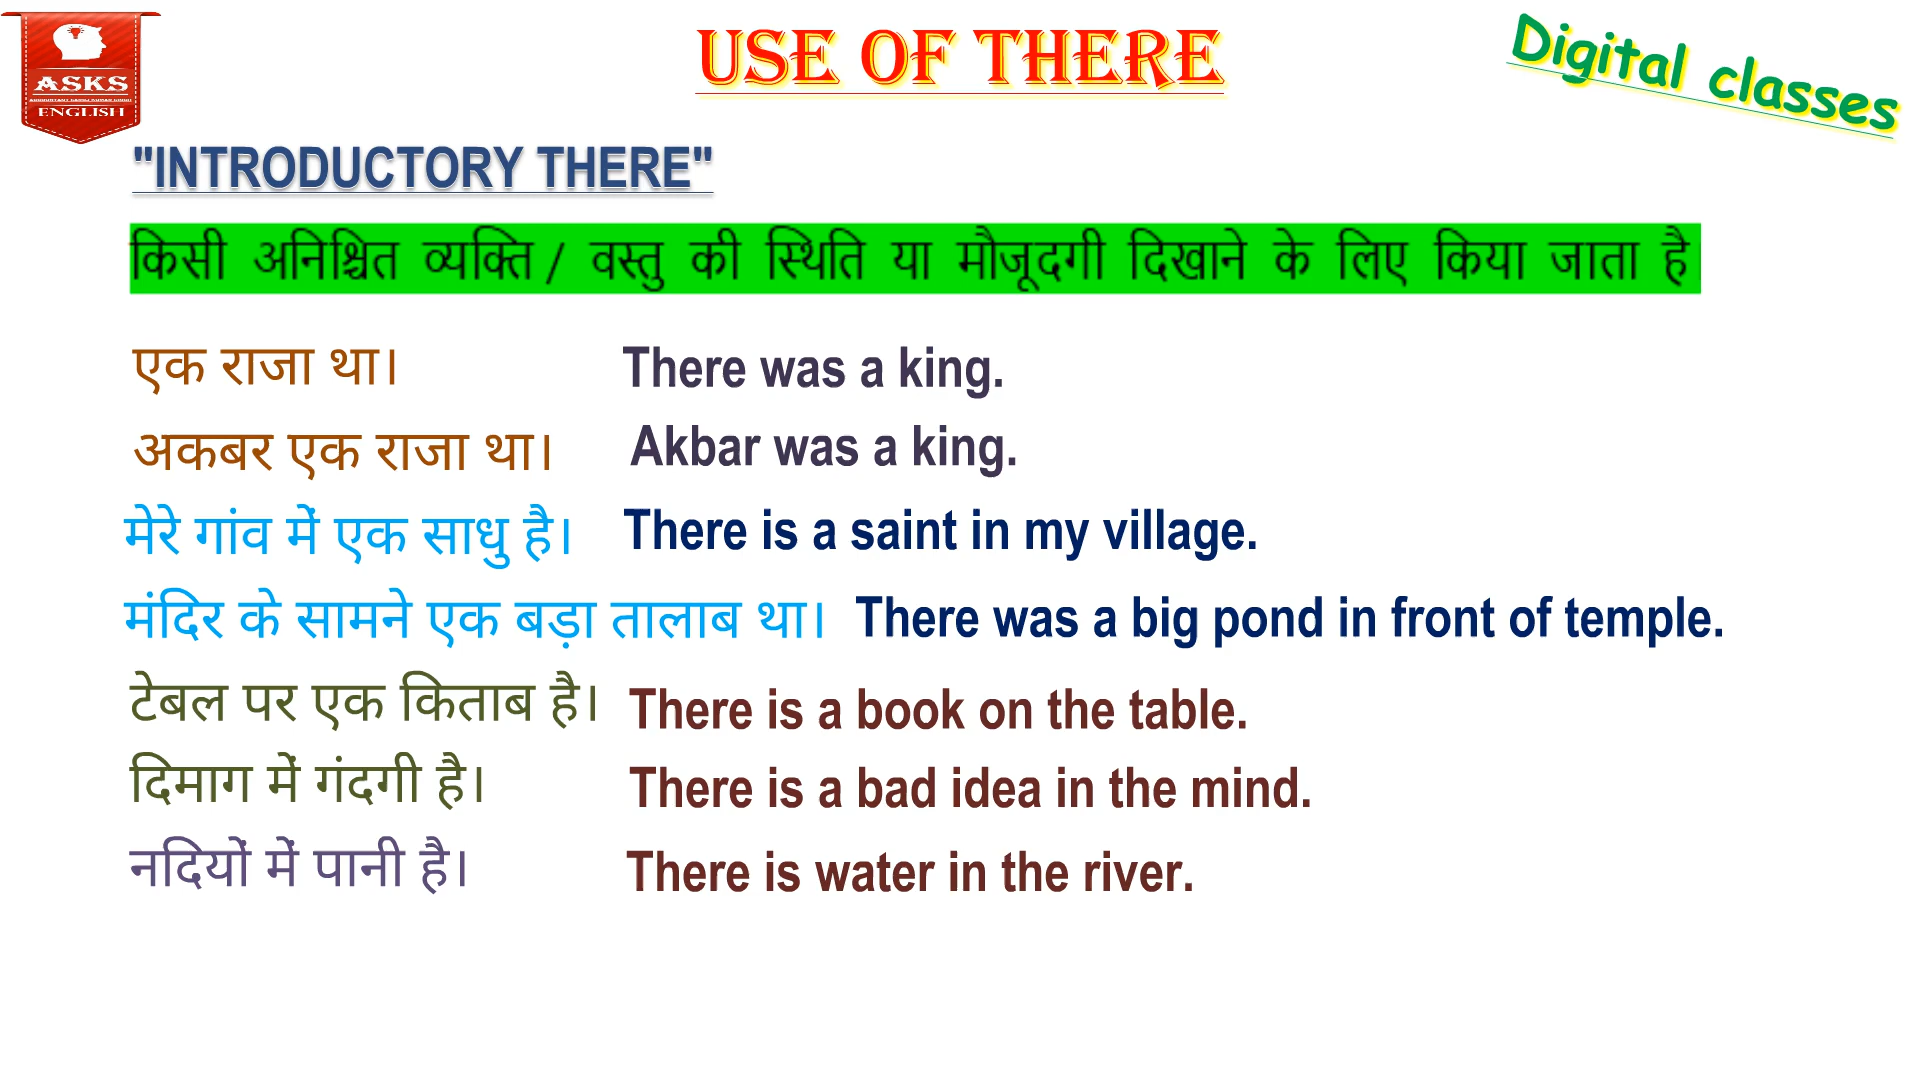 ASKS
ENGLISH
USE OF THERE
Digital classes
"INTRODUCTORY THERE"
किसी अनिश्चित व्यक्ति / वस्तु की स्थिति या मौजूदगी दिखाने के लिए किया जाता है
एक राजा था। There was a king.
अकबर एक राजा था। Akbar was a king.
मेरे गांव में एक साधु है। There is a saint in my village.
मंदिर के सामने एक बड़ा तालाब था। There was a big pond in front of temple.
टेबल पर एक किताब है। There is a book on the table.
दिमाग में गंदगी है। There is a bad idea in the mind.
नदियों में पानी है। There is water in the river.